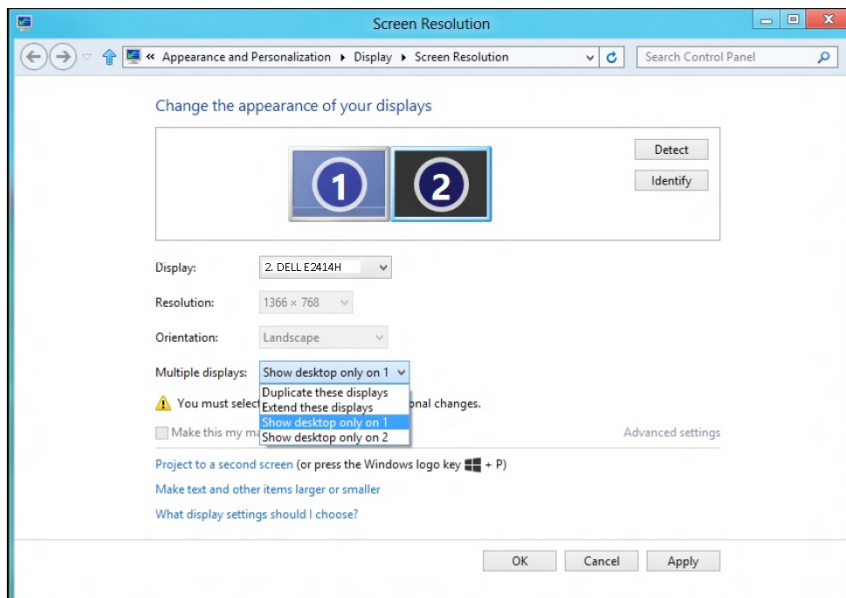 Screen Resolution
« Appearance and Personalization Display Screen Resolution Search Control Panel
Change the appearance of your displays
1 2
Detect
Identify
Display: 2. DELL E2414H
Resolution: 1366 × 768
Orientation: Landscape
Multiple displays: Show desktop only on 1
Duplicate these displays
You must select onal changes.
Extend these displays
Show desktop only on 1
Make this my ma Advanced settings
Show desktop only on 2
Project to a second screen (or press the Windows logo key + P)
Make text and other items larger or smaller
What display settings should I choose?
OK Cancel Apply